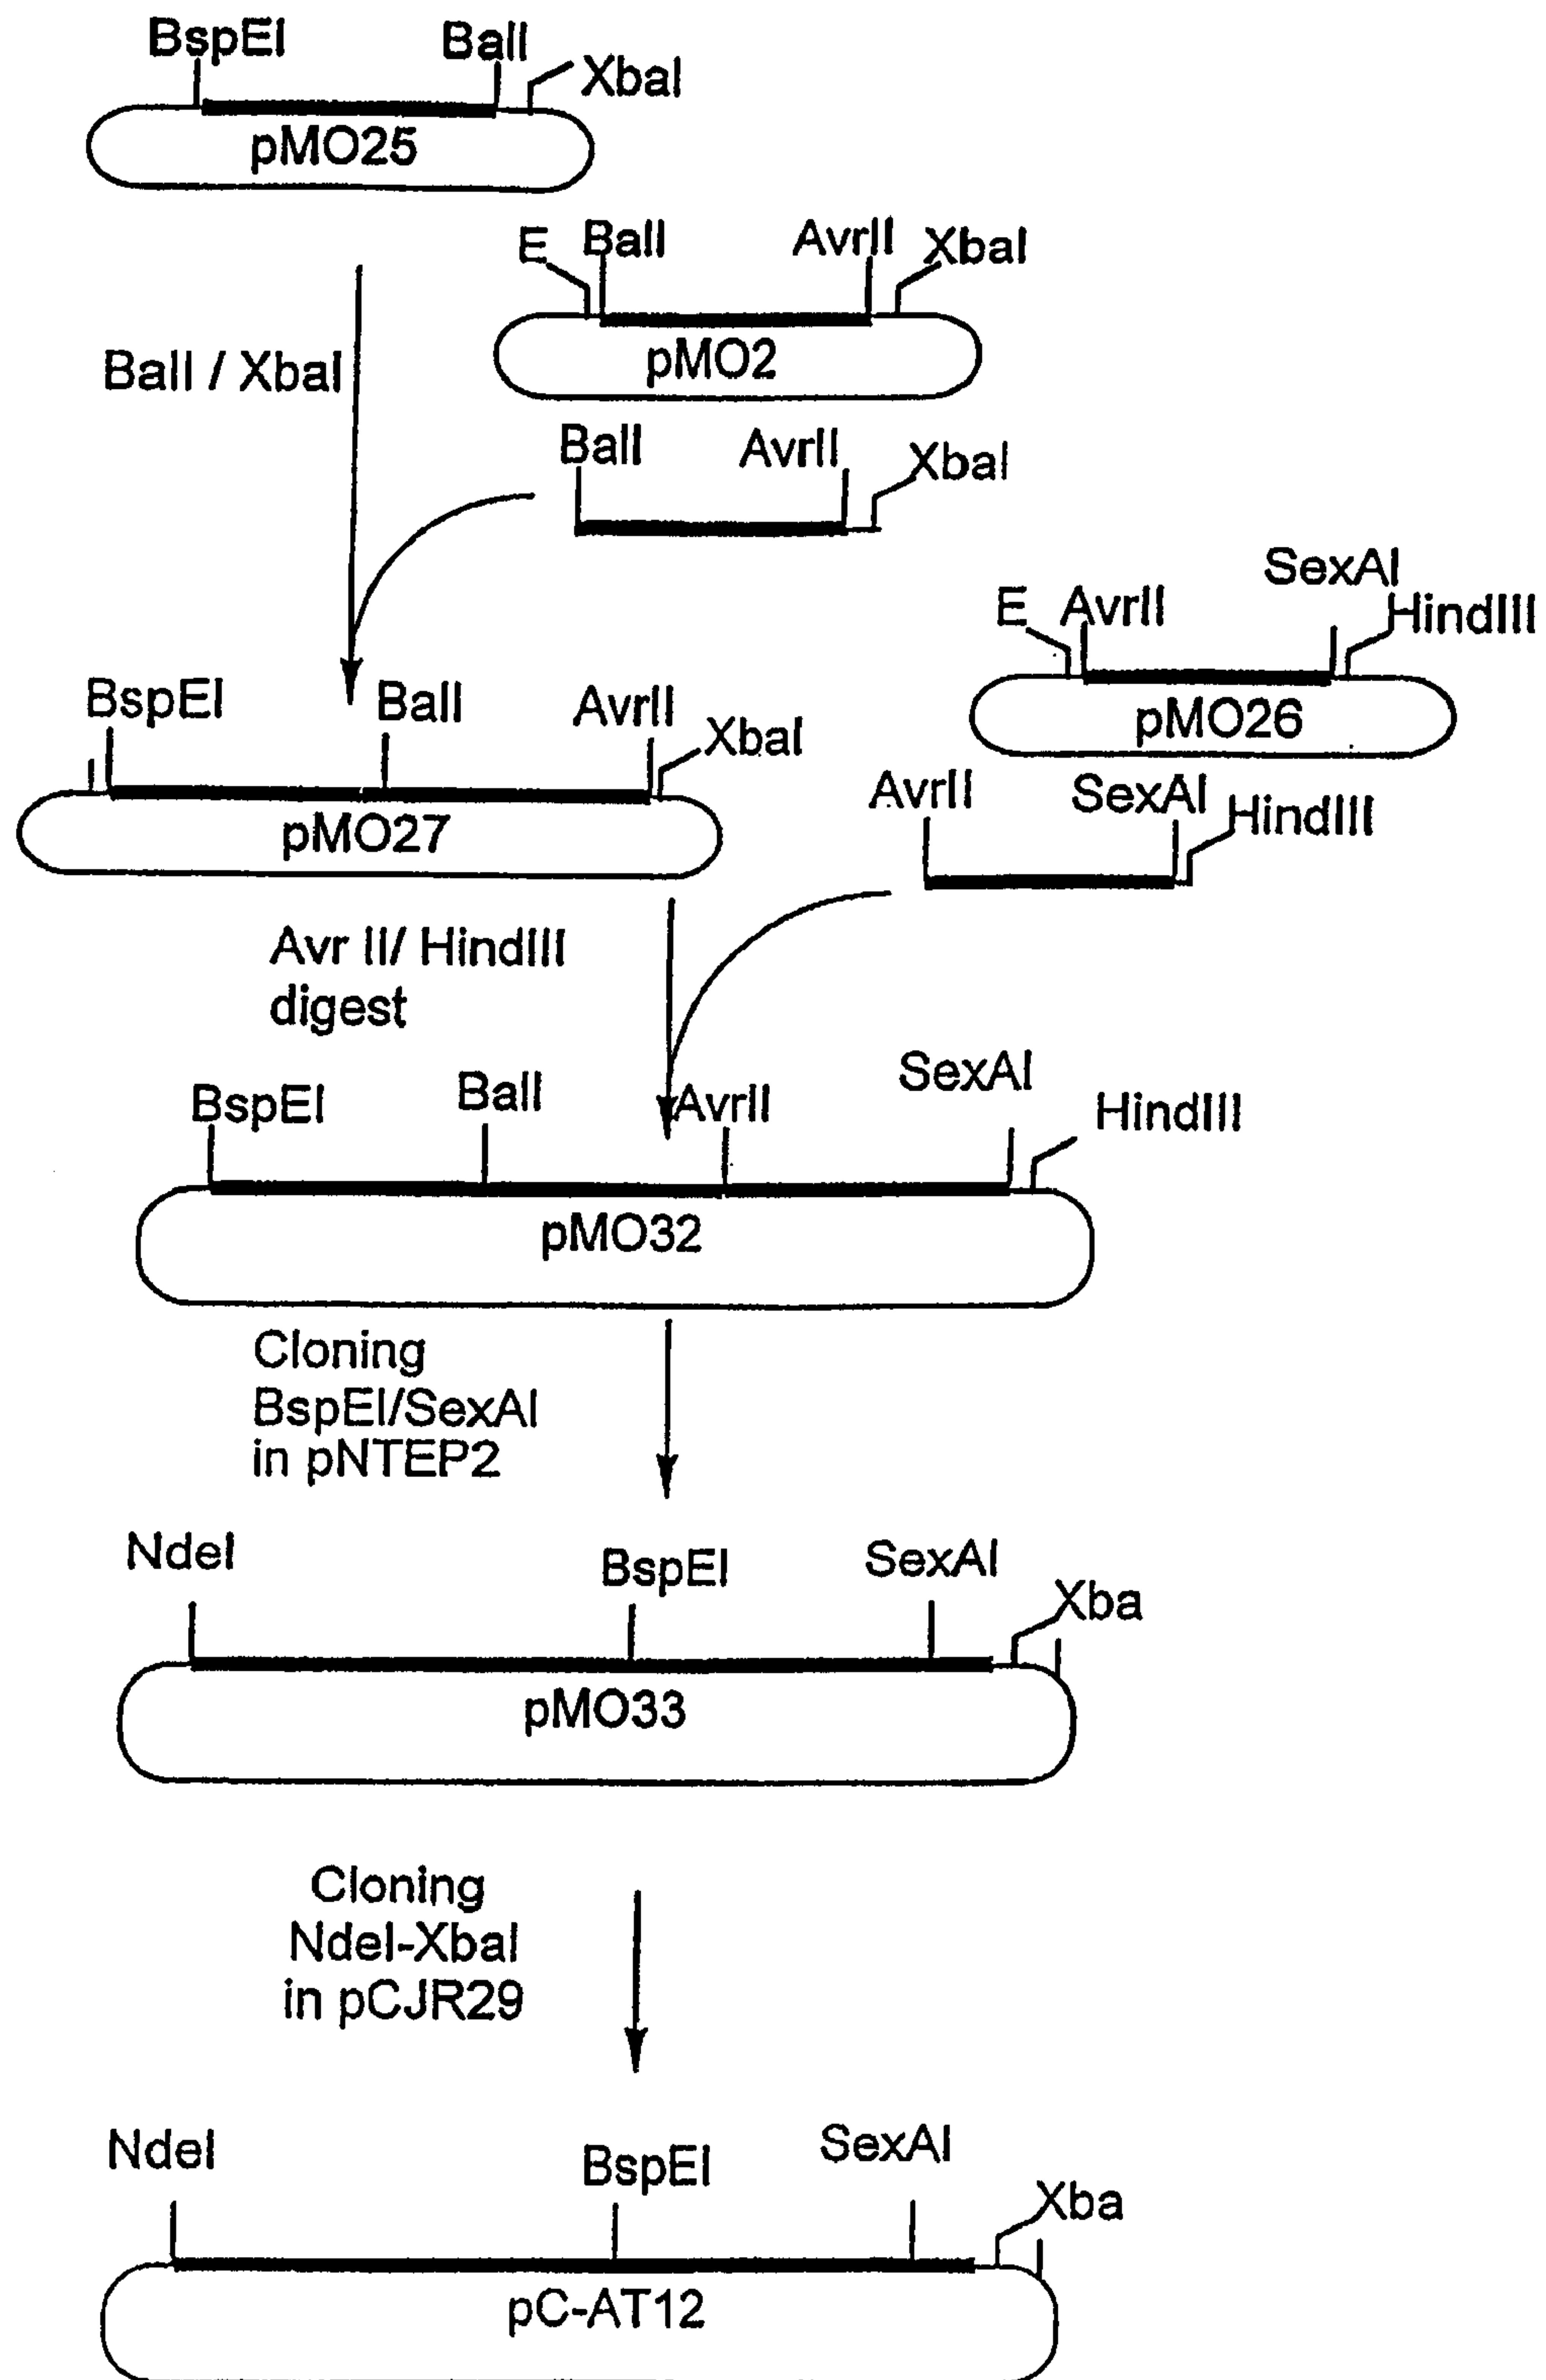 BspEI BalI XbaI
pMO25
E BalI AvrII XbaI
pMO2
BalI / XbaI
BalI AvrII XbaI
E AvrII SexAI HindIII
pMO26
BspEI BalI AvrII XbaI
pMO27
AvrII SexAI HindIII
Avr II/ HindIII
digest
BspEI BalI AvrII SexAI HindIII
pMO32
Cloning
BspEI/SexAI
in pNTEP2
NdeI BspEI SexAI Xba
pMO33
Cloning
NdeI-XbaI
in pCJR29
NdeI BspEI SexAI Xba
pC-AT12